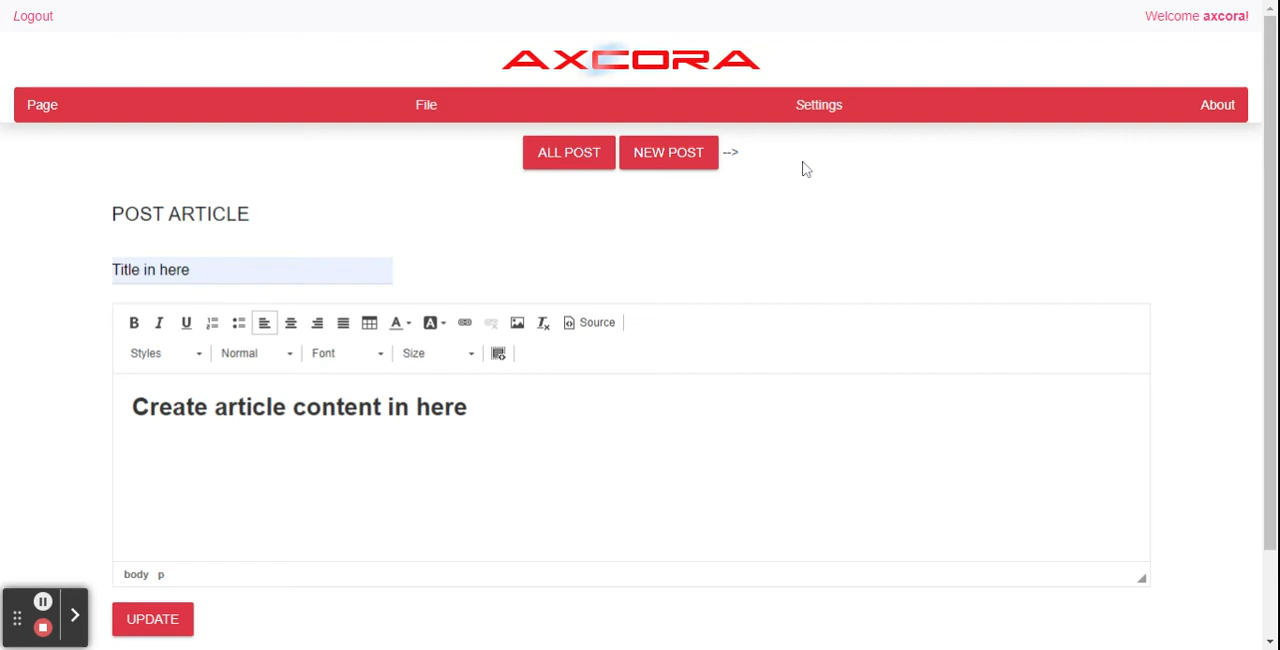 Logout Welcome axcora!
AXCORA
Page File Settings About
ALL POST NEW POST -->
POST ARTICLE
Title in here
B I U Source
Styles Normal Font Size
Create article content in here
body p
UPDATE